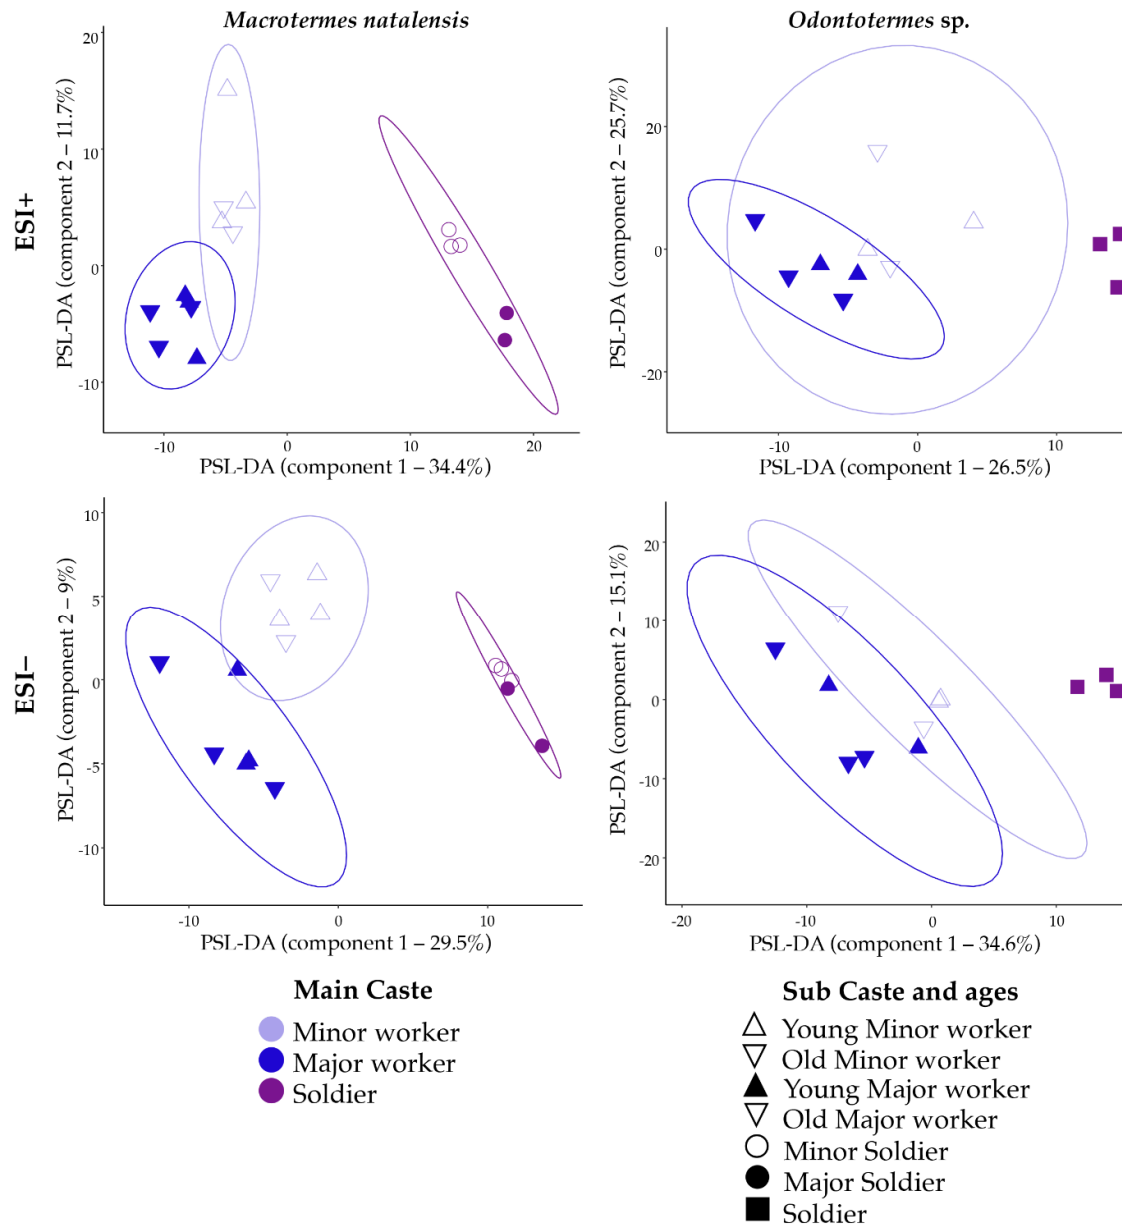 Macrotermes natalensis
Odontotermes sp.
ESI+
PSL-DA (component 2 – 11.7%)
20
10
0
-10
-10
0
10
20
PSL-DA (component 1 – 34.4%)
PSL-DA (component 2 – 25.7%)
20
0
-20
-10
0
10
PSL-DA (component 1 – 26.5%)
ESI–
PSL-DA (component 2 – 9%)
10
5
0
-5
-10
-10
0
10
PSL-DA (component 1 – 29.5%)
PSL-DA (component 2 – 15.1%)
20
10
0
-10
-20
-20
-10
0
10
PSL-DA (component 1 – 34.6%)
Main Caste
Minor worker
Major worker
Soldier
Sub Caste and ages
Young Minor worker
Old Minor worker
Young Major worker
Old Major worker
Minor Soldier
Major Soldier
Soldier